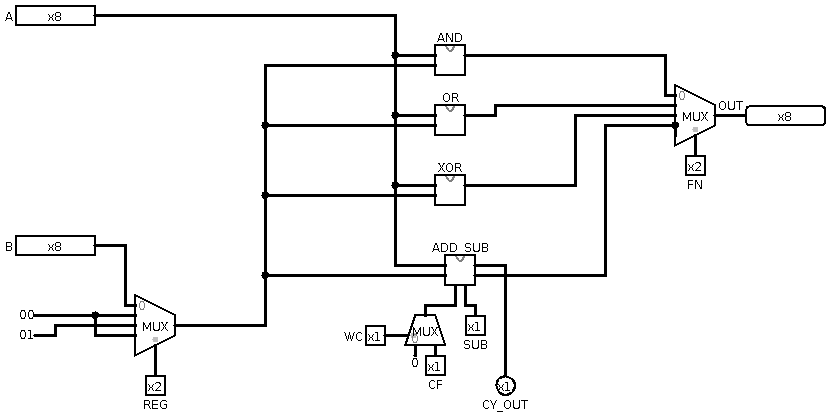 A x8
AND
OR
XOR
0
MUX
OUT x8
x2
FN
B x8
ADD_SUB
00
01
0
MUX
x2
REG
WC x1
MUX
0
0
x1
CF
x1
SUB
x1
CY_OUT